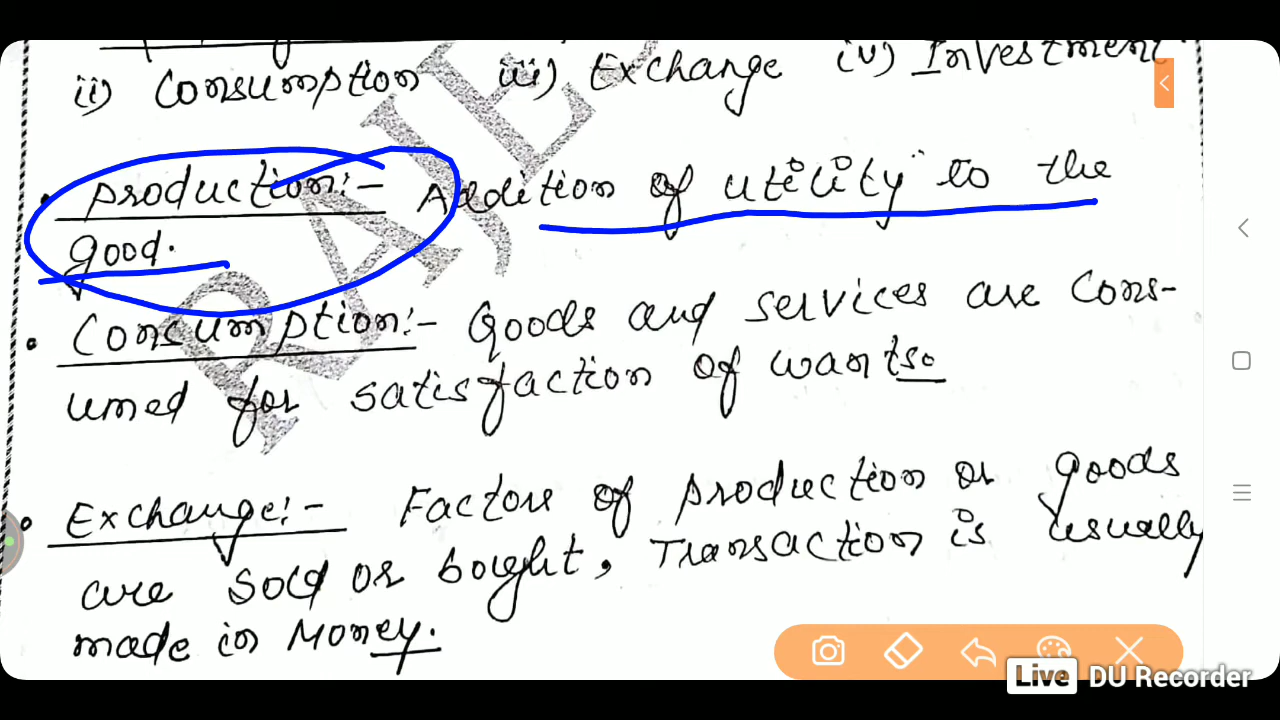 ii) Consumption iii) Exchange iv) Investment
• Production:- Addition of utility to the
good.
• Consumption:- Goods and services are cons-
umed for satisfaction of wants.
• Exchange:- Factors of production or goods
are sold or bought, Transaction is usually
made in Money.
RAJE
Live DU Recorder